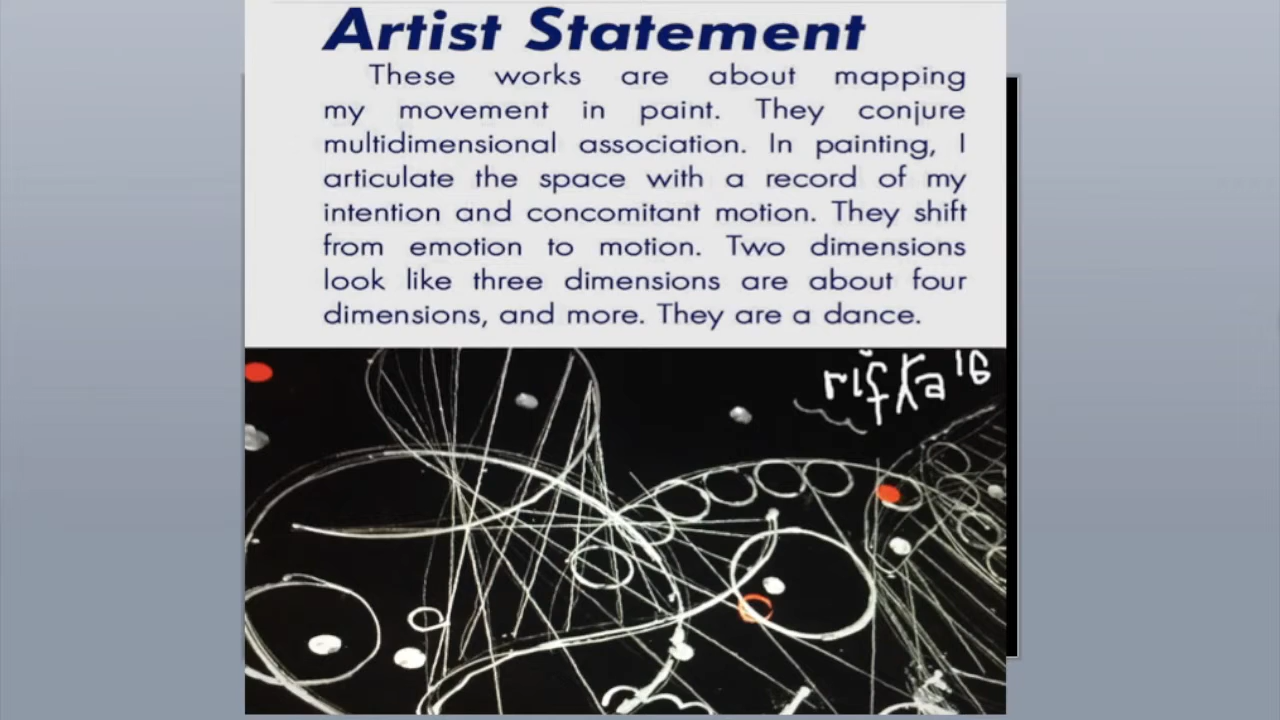 Artist Statement
These works are about mapping
my movement in paint. They conjure
multidimensional association. In painting, I
articulate the space with a record of my
intention and concomitant motion. They shift
from emotion to motion. Two dimensions
look like three dimensions are about four
dimensions, and more. They are a dance.
rifka '16